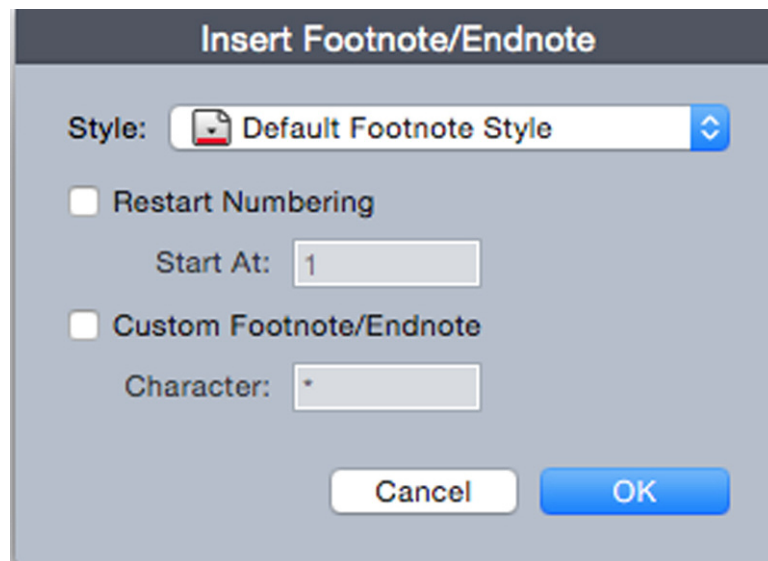 Insert Footnote/Endnote
Style: Default Footnote Style
Restart Numbering
Start At: 1
Custom Footnote/Endnote
Character: *
Cancel OK